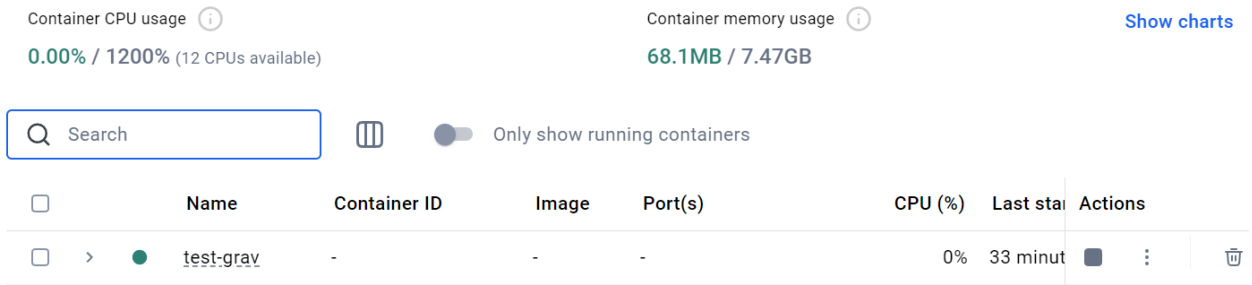 Container CPU usage
Container memory usage
Show charts
0.00% / 1200% (12 CPUs available)
68.1MB / 7.47GB
Search
Only show running containers
Name Container ID Image Port(s) CPU (%) Last star Actions
test-grav - - - 0% 33 minut